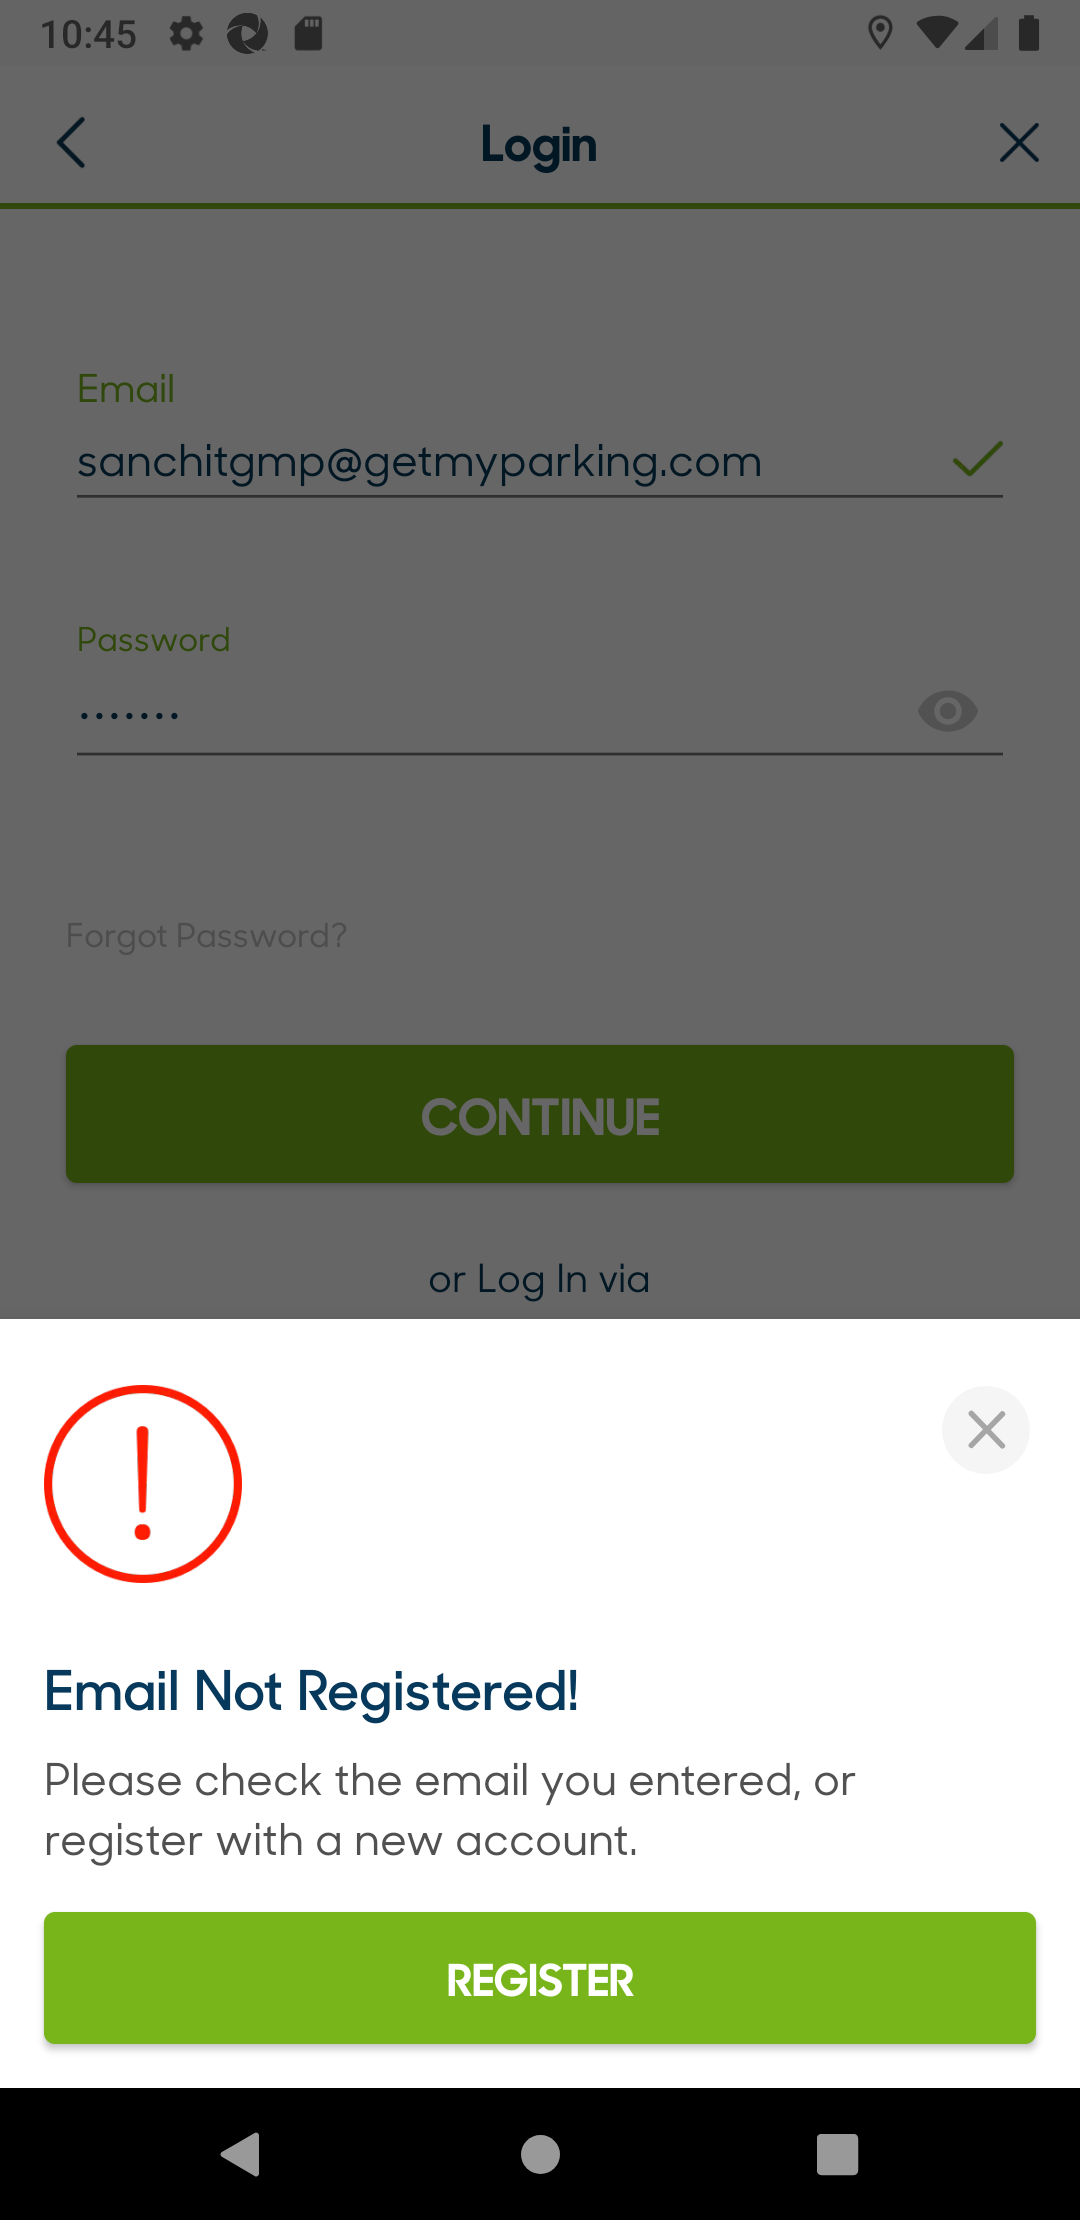 10:45
Login
Email
sanchitgmp@getmyparking.com
Password
•••••••
Forgot Password?
CONTINUE
or Log In via
Email Not Registered!
Please check the email you entered, or
register with a new account.
REGISTER